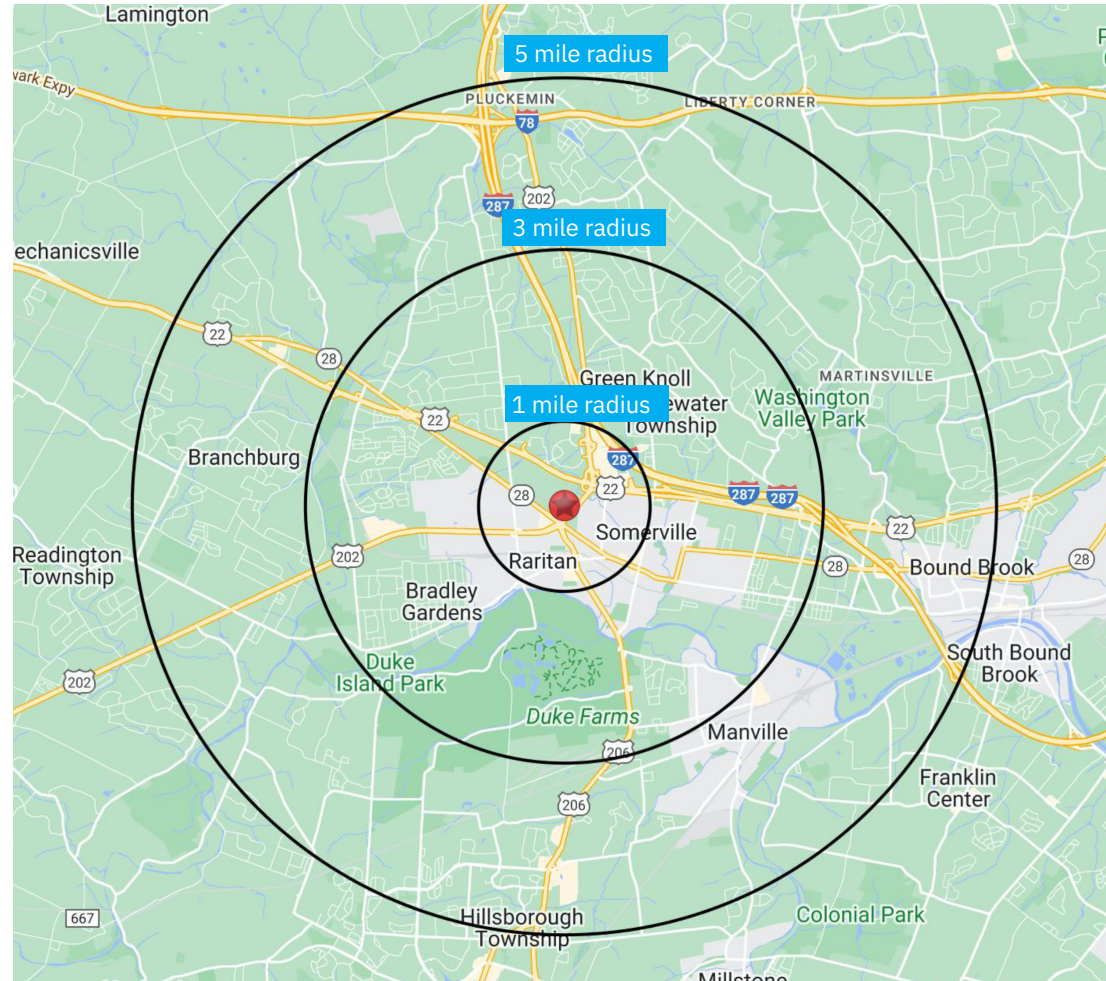 Lamington
5 mile radius
wark Expy
PLUCKEMIN
LIBERTY CORNER
78
202
287
3 mile radius
echanicsville
22
28
Green Knoll
MARTINSVILLE
1 mile radius
ewater
Township
Washington
Valley Park
22
Branchburg
287
28
22
287
287
22
Somerville
202
Readington
Township
Raritan
28
Bound Brook
28
Bradley
Gardens
South Bound
Brook
Duke
Island Park
202
Duke Farms
Manville
206
Franklin
Center
206
667
Hillsborough
Township
Colonial Park
Millstone